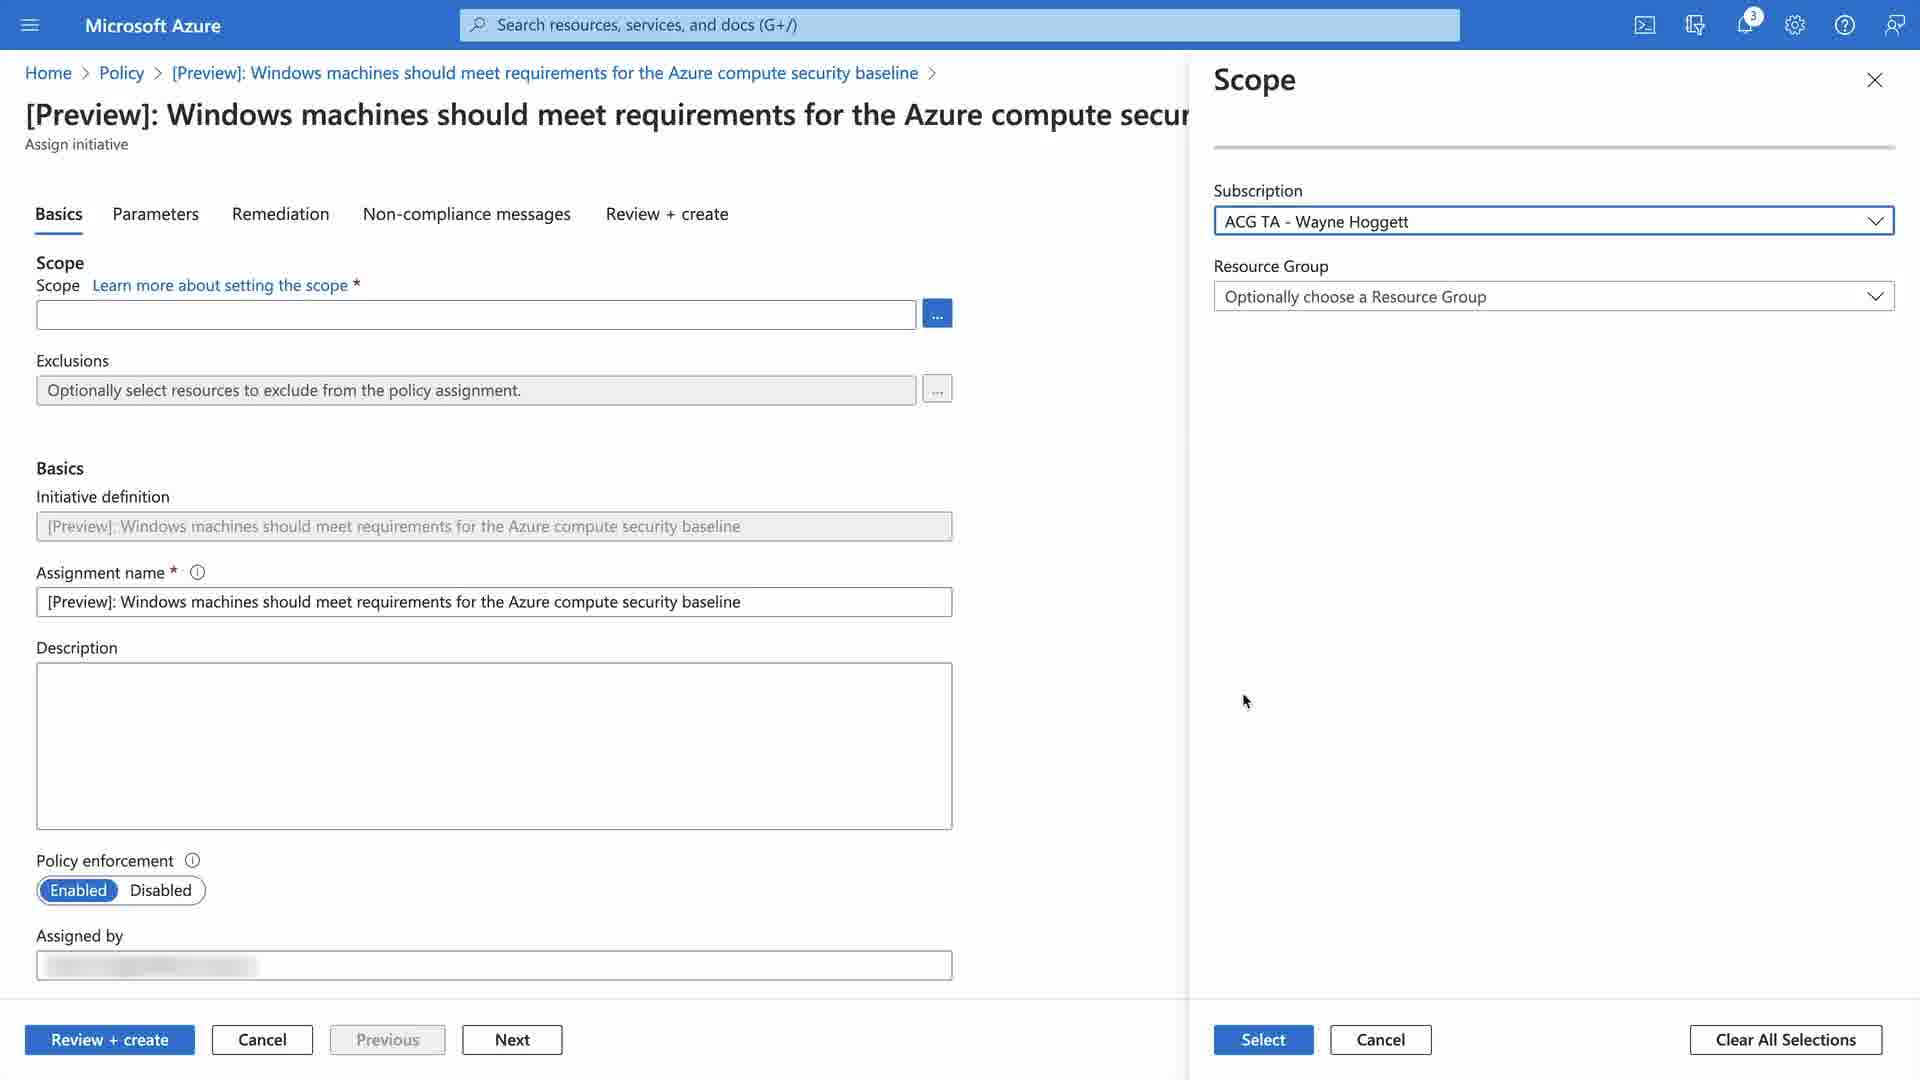 Microsoft Azure
Search resources, services, and docs (G+/)
3
Home > Policy > [Preview]: Windows machines should meet requirements for the Azure compute security baseline >
[Preview]: Windows machines should meet requirements for the Azure compute secur
Assign initiative
Basics
Parameters
Remediation
Non-compliance messages
Review + create
Scope
Scope Learn more about setting the scope *
...
Exclusions
Optionally select resources to exclude from the policy assignment.
...
Basics
Initiative definition
[Preview]: Windows machines should meet requirements for the Azure compute security baseline
Assignment name *
[Preview]: Windows machines should meet requirements for the Azure compute security baseline
Description
Policy enforcement
Enabled
Disabled
Assigned by
Review + create
Cancel
Previous
Next
Scope
Subscription
ACG TA - Wayne Hoggett
Resource Group
Optionally choose a Resource Group
Select
Cancel
Clear All Selections